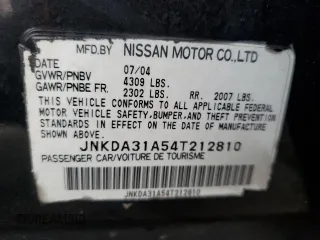 MFD.BY NISSAN MOTOR CO.,LTD
DATE 07/04
GVWR/PNBV 4309 LBS.
GAWR/PNBE FR. 2302 LBS. RR. 2007 LBS.
THIS VEHICLE CONFORMS TO ALL APPLICABLE FEDERAL
MOTOR VEHICLE SAFETY, BUMPER, AND THEFT PREVENTION
STANDARDS IN EFFECT ON THE DATE OF MANUFACTURE
SHOWN ABOVE.
JNKDA31A54T212810
PASSENGER CAR/VOITURE DE TOURISME
JNKDA31A54T212810